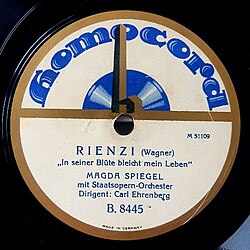 Homocord
M 51109
RIENZI (Wagner)
„In seiner Blüte bleicht mein Leben“
MAGDA SPIEGEL
mit Staatsopern-Orchester
Dirigent: Carl Ehrenberg
B. 8445
MADE IN GERMANY